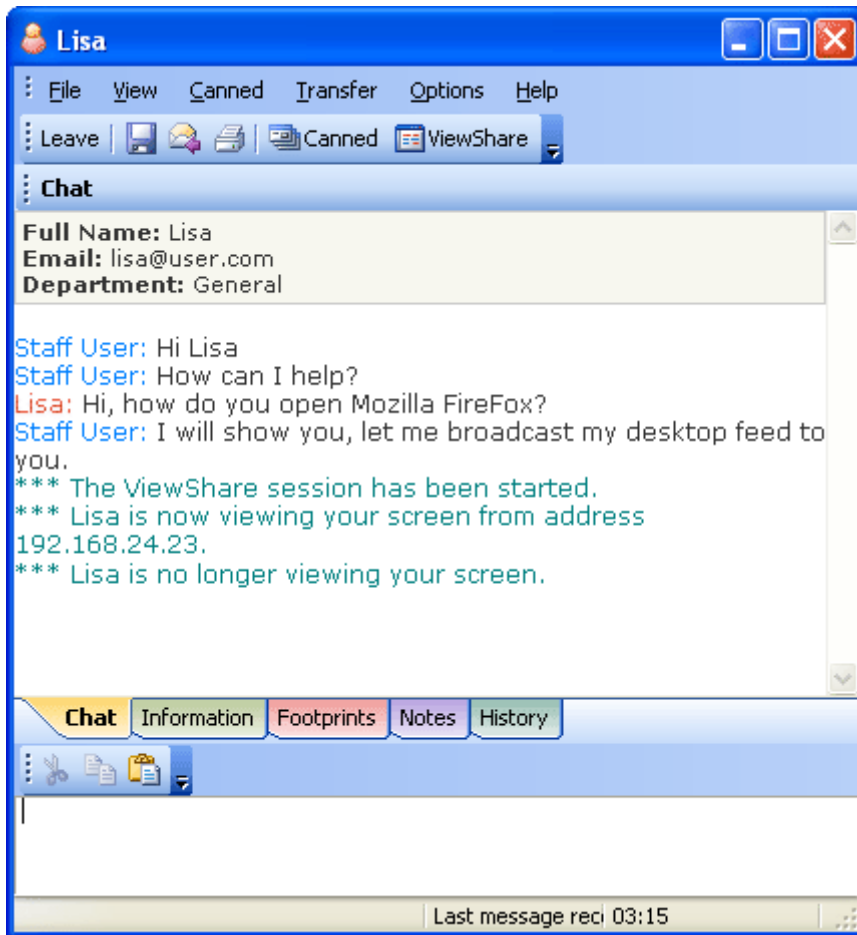 Lisa
File View Canned Transfer Options Help
Leave Canned ViewShare
Chat
Full Name: Lisa
Email: lisa@user.com
Department: General
Staff User: Hi Lisa
Staff User: How can I help?
Lisa: Hi, how do you open Mozilla FireFox?
Staff User: I will show you, let me broadcast my desktop feed to
you.
*** The ViewShare session has been started.
*** Lisa is now viewing your screen from address
192.168.24.23.
*** Lisa is no longer viewing your screen.
Chat Information Footprints Notes History
Last message rec 03:15